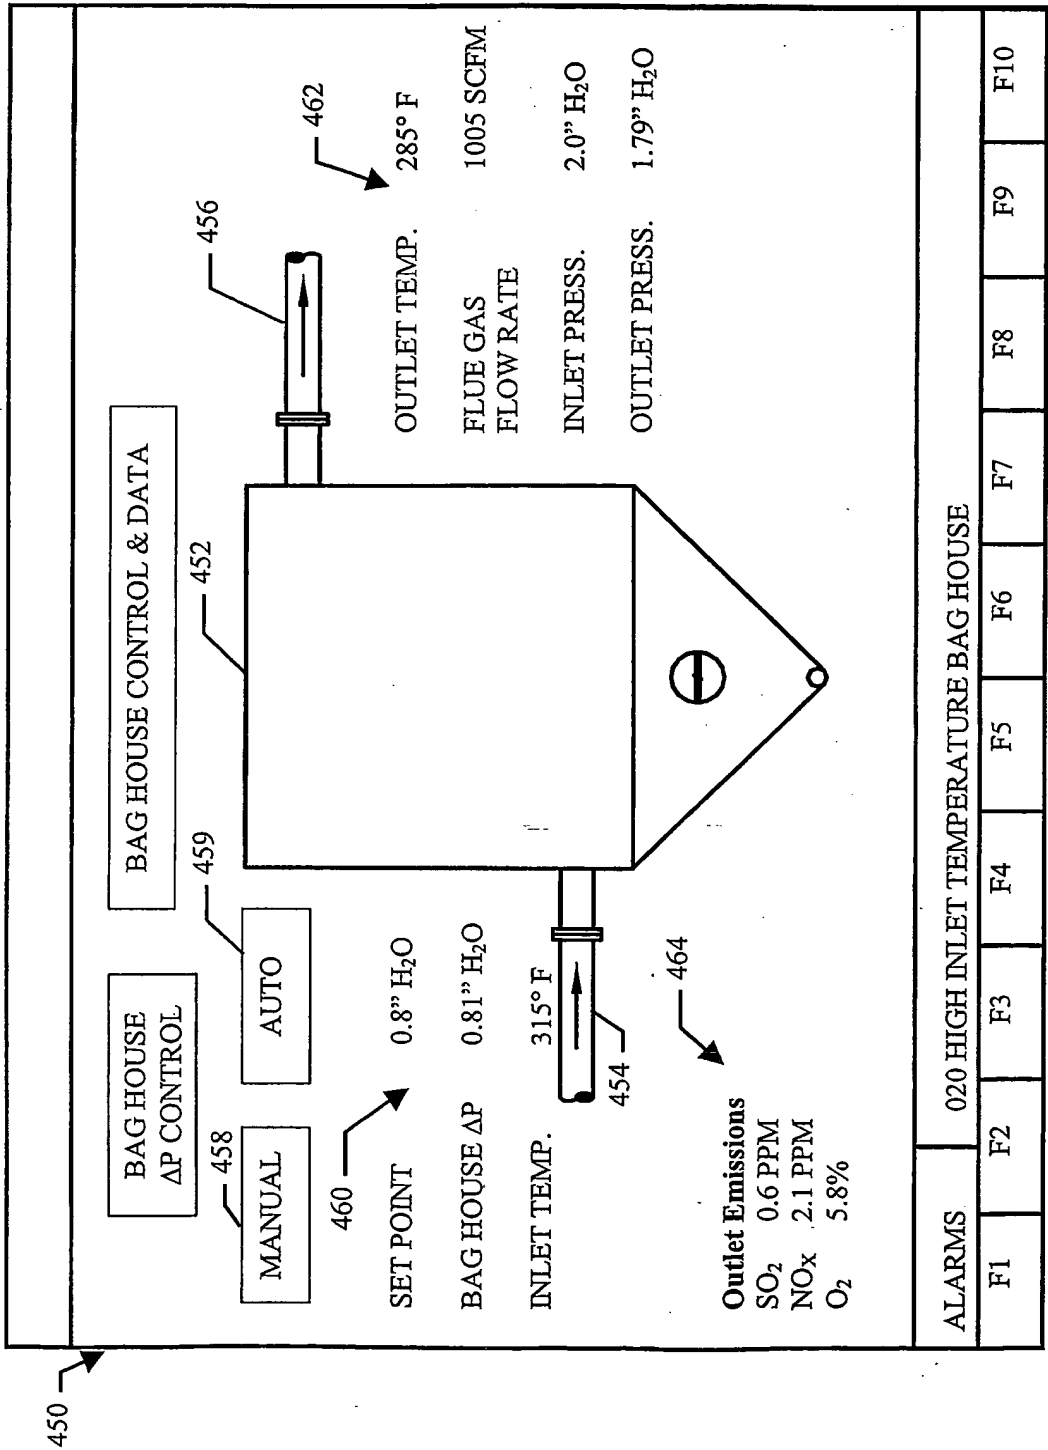 450
BAG HOUSE
ΔP CONTROL
BAG HOUSE CONTROL & DATA
458
MANUAL
459
AUTO
452
456
460
462
SET POINT 0.8” H₂O
BAG HOUSE ΔP 0.81” H₂O
INLET TEMP. 315° F
454
OUTLET TEMP. 285° F
FLUE GAS
FLOW RATE 1005 SCFM
INLET PRESS. 2.0” H₂O
OUTLET PRESS. 1.79” H₂O
464
Outlet Emissions
SO₂ 0.6 PPM
NOX 2.1 PPM
O₂ 5.8%
ALARMS 020 HIGH INLET TEMPERATURE BAG HOUSE
F1 F2 F3 F4 F5 F6 F7 F8 F9 F10